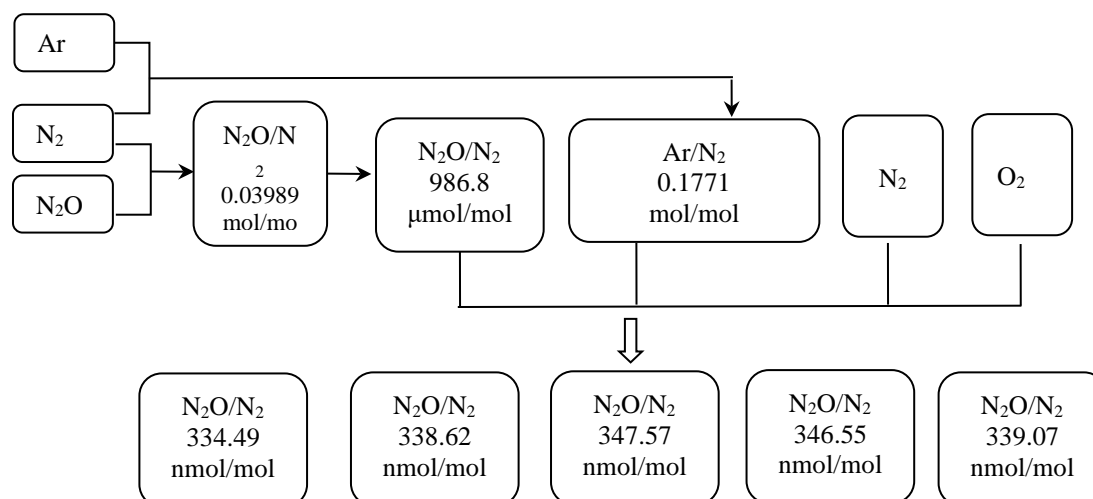 Ar
N₂
N₂O
N₂O/N
2
0.03989
mol/mo
N₂O/N₂
986.8
μmol/mol
Ar/N₂
0.1771
mol/mol
N₂
O₂
N₂O/N₂
334.49
nmol/mol
N₂O/N₂
338.62
nmol/mol
N₂O/N₂
347.57
nmol/mol
N₂O/N₂
346.55
nmol/mol
N₂O/N₂
339.07
nmol/mol